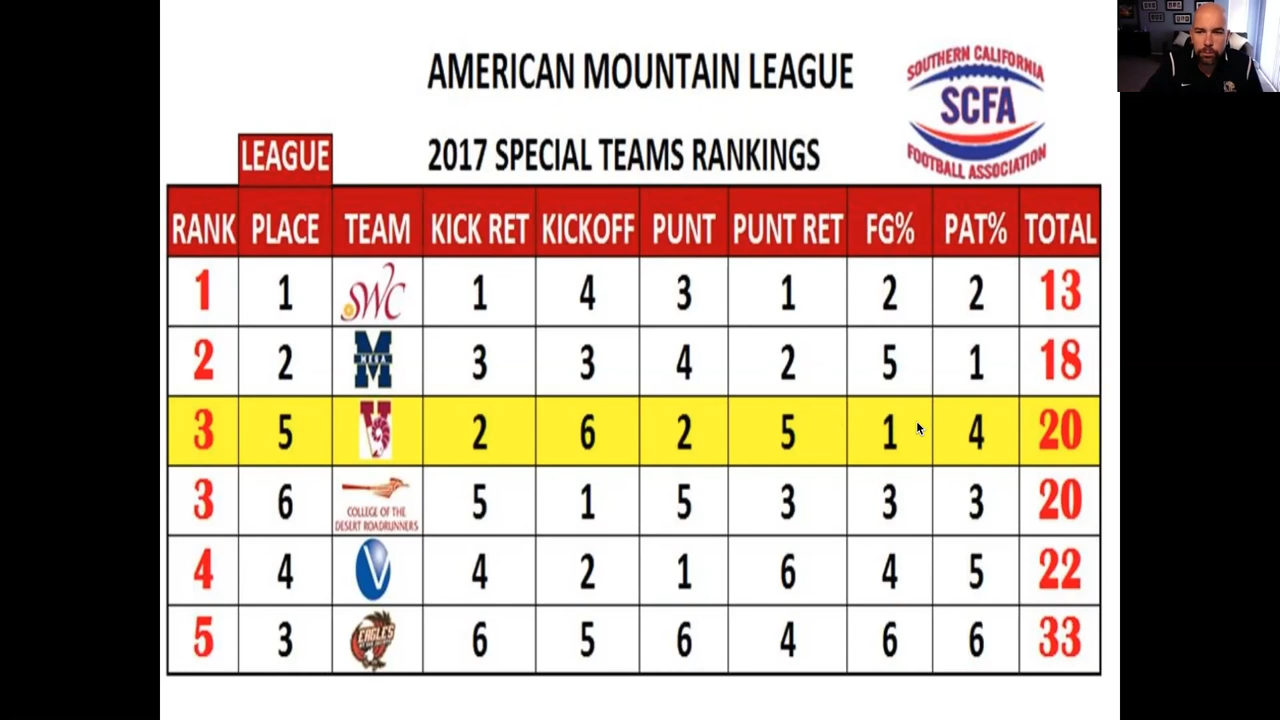 AMERICAN MOUNTAIN LEAGUE
SOUTHERN CALIFORNIA
SCFA
FOOTBALL ASSOCIATION
2017 SPECIAL TEAMS RANKINGS
LEAGUE
RANK PLACE TEAM KICK RET KICKOFF PUNT PUNT RET FG% PAT% TOTAL
1 1 SWC 1 4 3 1 2 2 13
2 2 M MESA 3 3 4 2 5 1 18
3 5 V 2 6 2 5 1 4 20
3 6 COLLEGE OF THE DESERT ROADRUNNERS 5 1 5 3 3 3 20
4 4 V 4 2 1 6 4 5 22
5 3 EAGLES 6 5 6 4 6 6 33